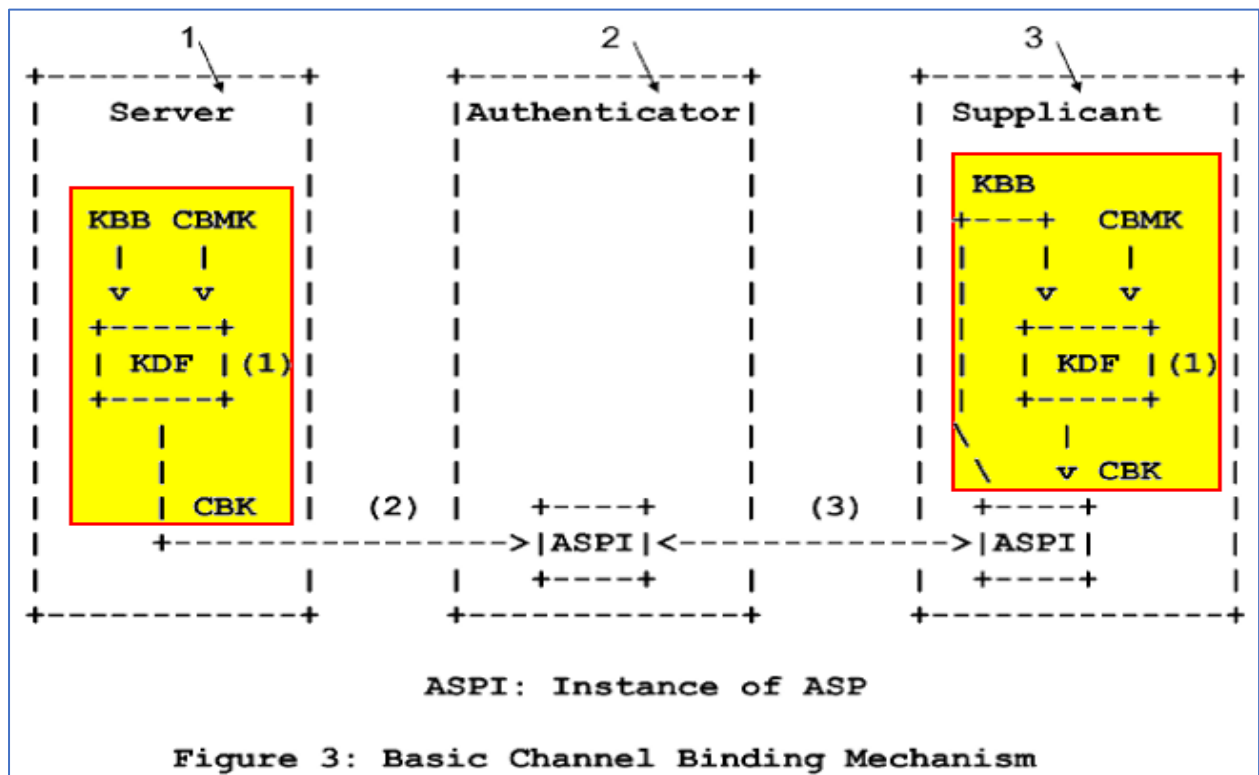 1 2 3
Server Authenticator Supplicant
KBB
KBB CBMK CBMK
v v v v
KDF (1) KDF (1)
v CBK
CBK (2) (3)
ASPI ASPI
ASPI: Instance of ASP
Figure 3: Basic Channel Binding Mechanism